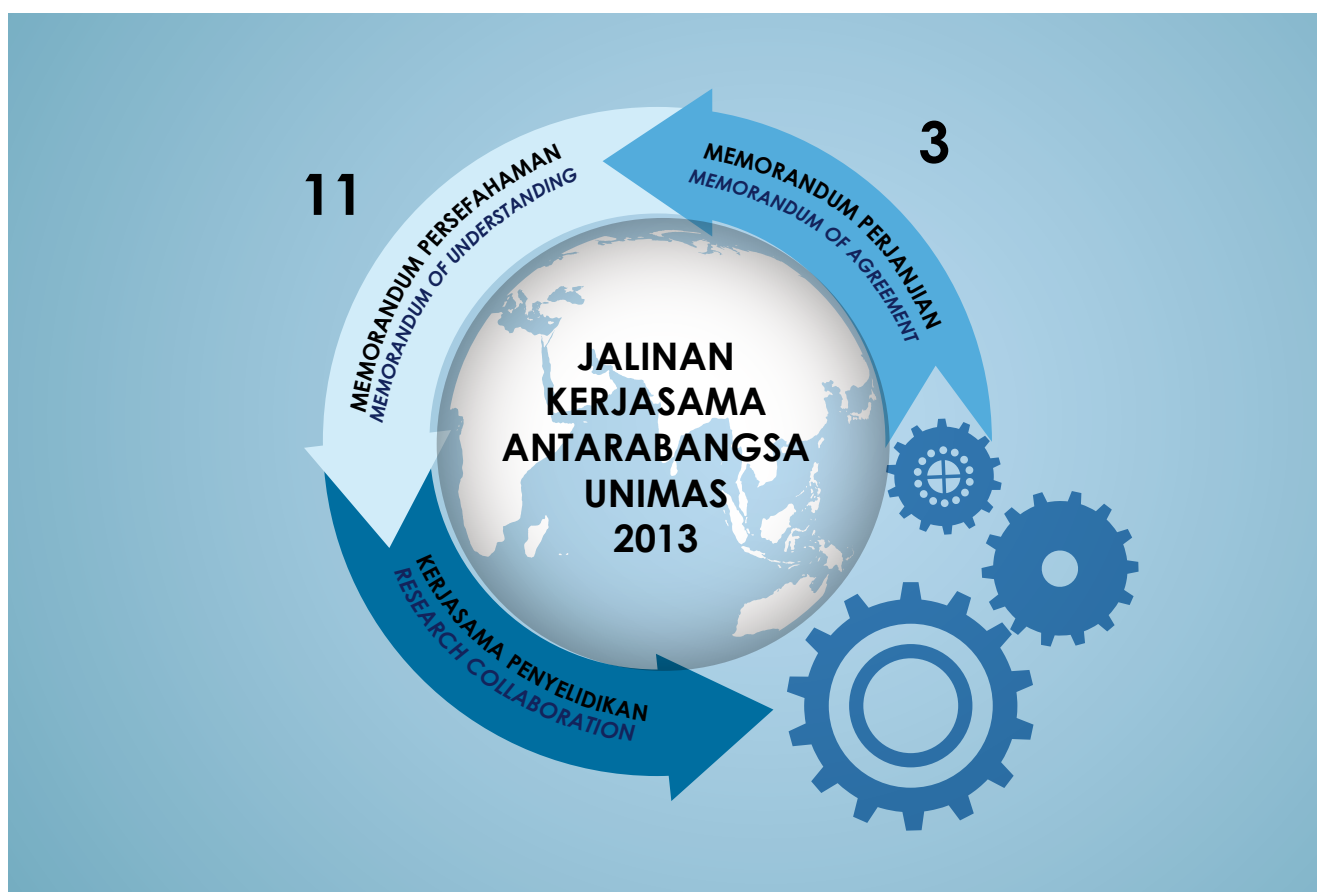 3
MEMORANDUM PERJANJIAN
MEMORANDUM OF AGREEMENT
11
MEMORANDUM PERSEFAHAMAN
MEMORANDUM OF UNDERSTANDING
JALINAN
KERJASAMA
ANTARABANGSA
UNIMAS
2013
KERJASAMA PENYELIDIKAN
RESEARCH COLLABORATION